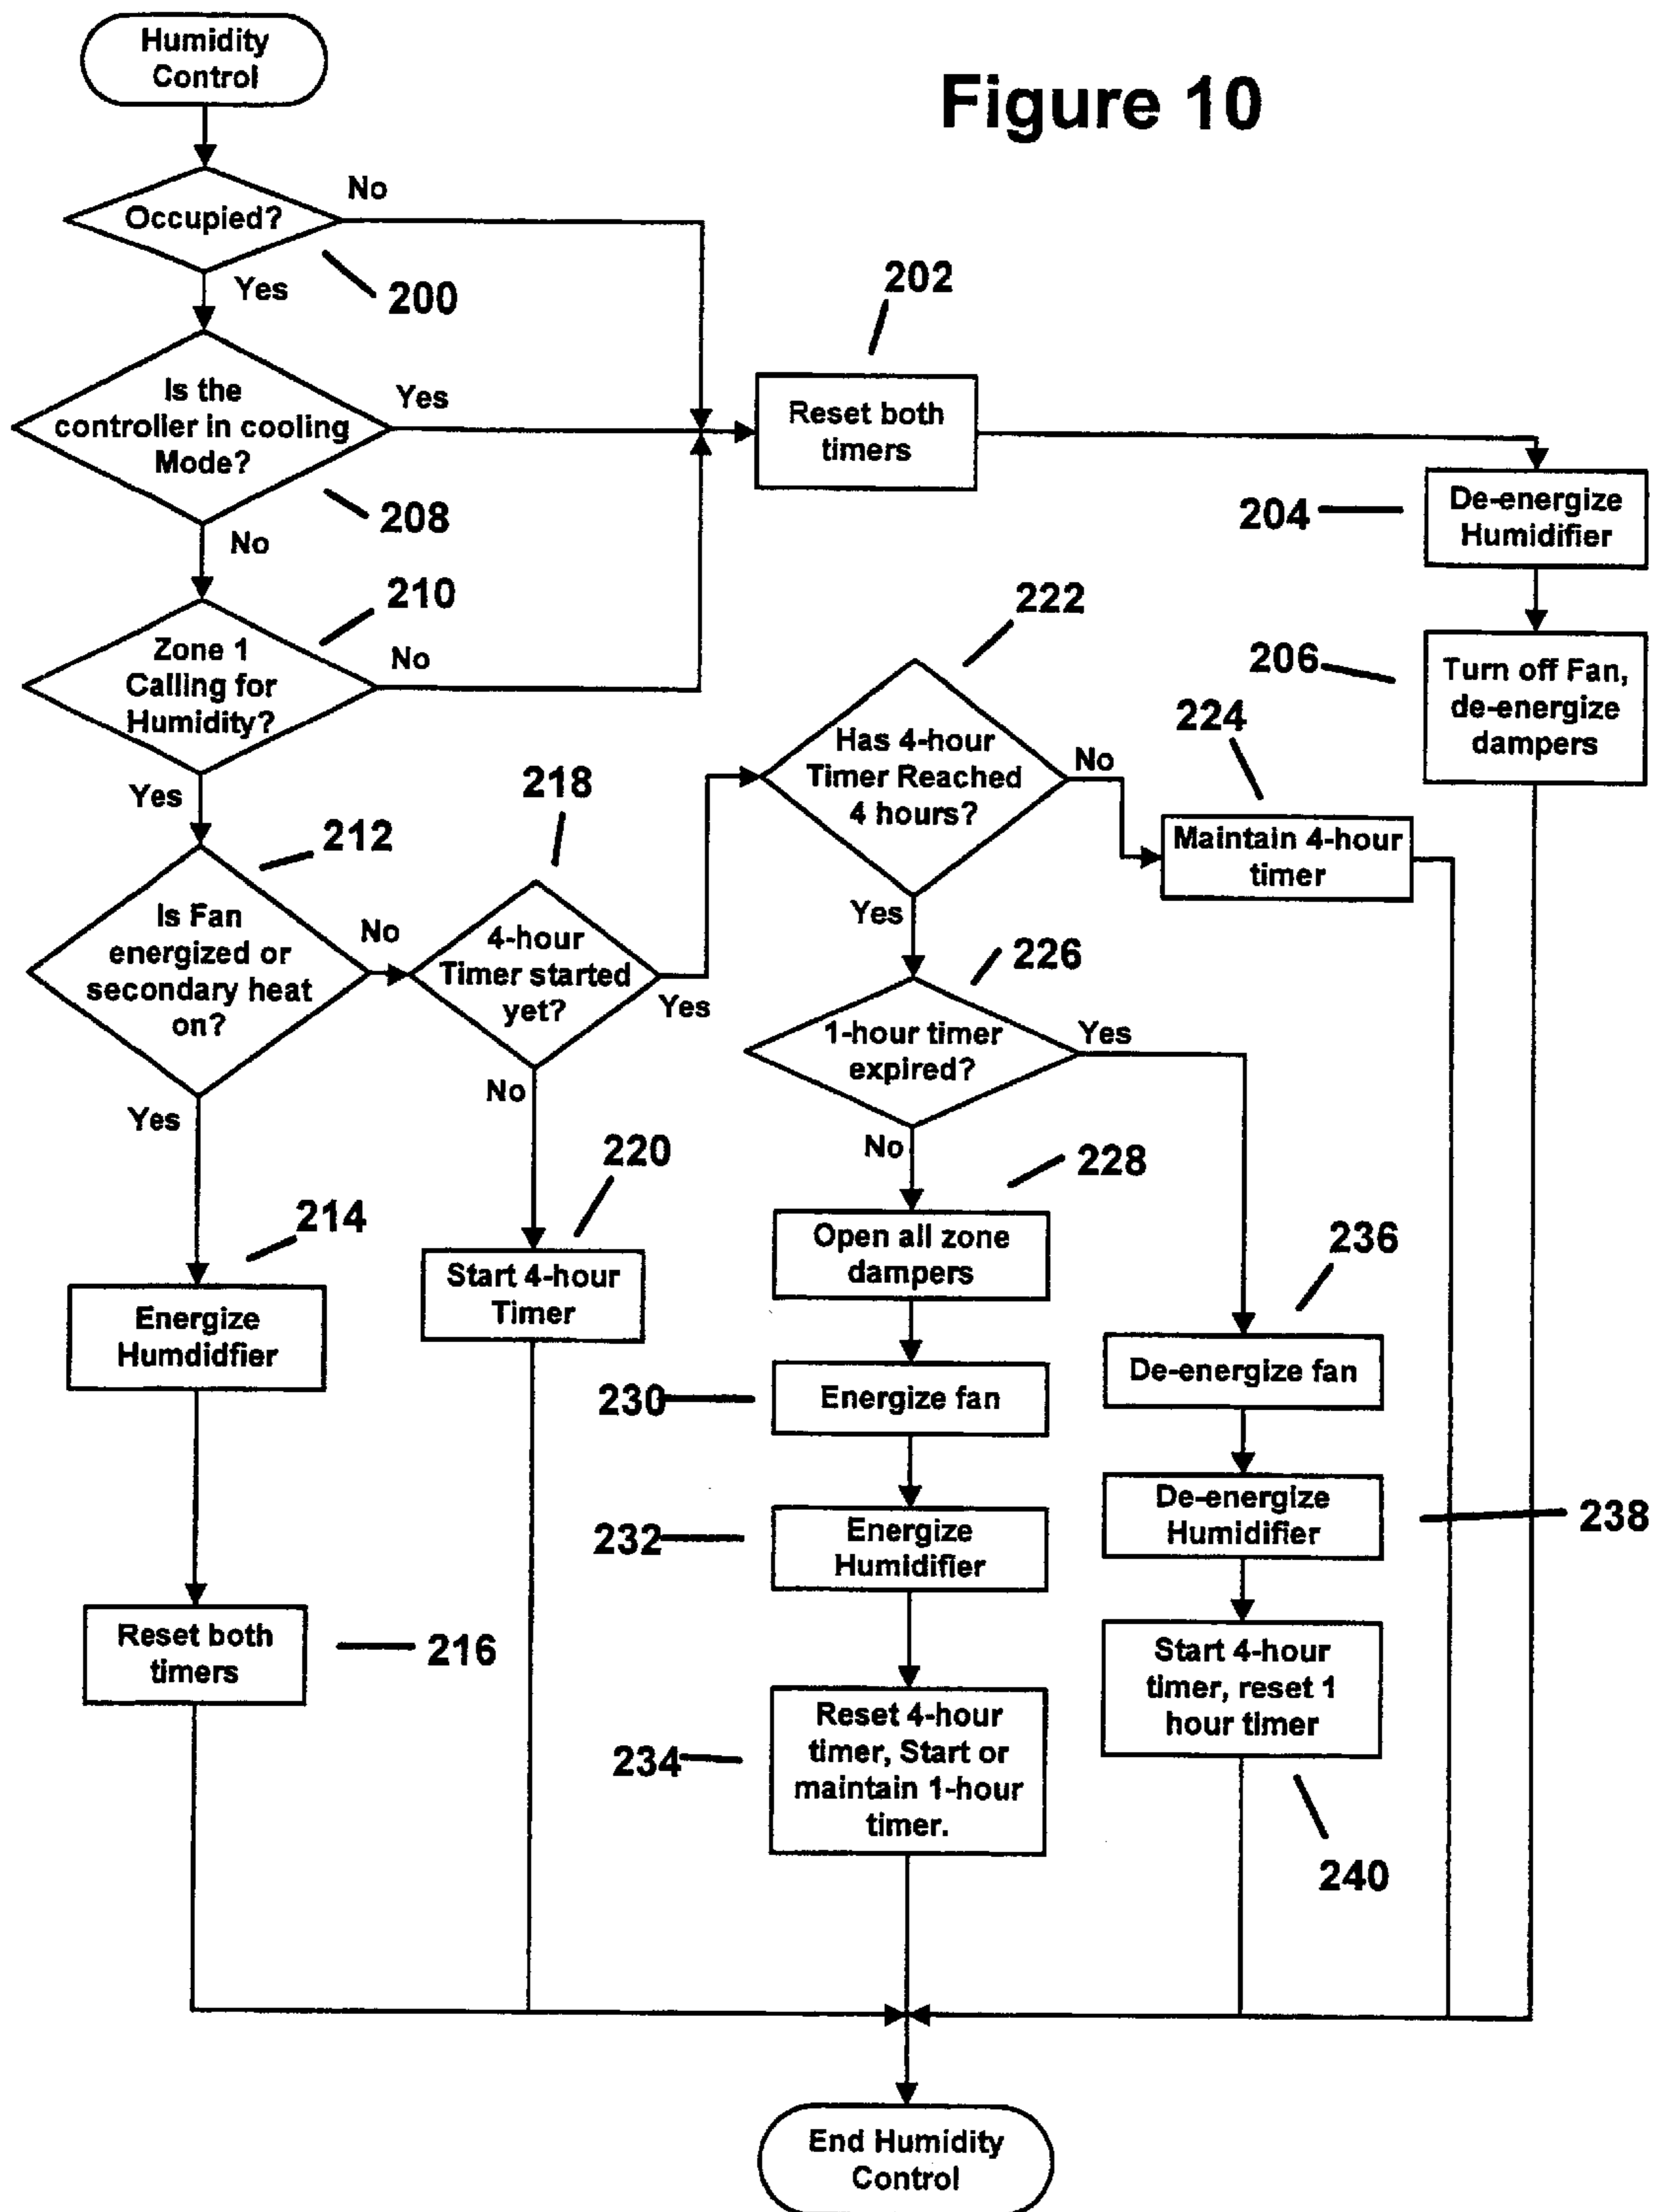 Humidity
Control
Figure 10
Occupied?
No
Yes
200
Is the
controller in cooling
Mode?
Yes
No
208
202
Reset both
timers
204
De-energize
Humidifier
206
Turn off Fan,
de-energize
dampers
210
Zone 1
Calling for
Humidity?
No
Yes
212
Is Fan
energized or
secondary heat
on?
No
Yes
218
4-hour
Timer started
yet?
Yes
No
222
Has 4-hour
Timer Reached
4 hours?
No
Yes
224
Maintain 4-hour
timer
226
1-hour timer
expired?
Yes
No
214
Energize
Humdidfier
216
Reset both
timers
220
Start 4-hour
Timer
228
Open all zone
dampers
230
Energize fan
232
Energize
Humidifier
234
Reset 4-hour
timer, Start or
maintain 1-hour
timer.
236
De-energize fan
De-energize
Humidifier
238
Start 4-hour
timer, reset 1
hour timer
240
End Humidity
Control